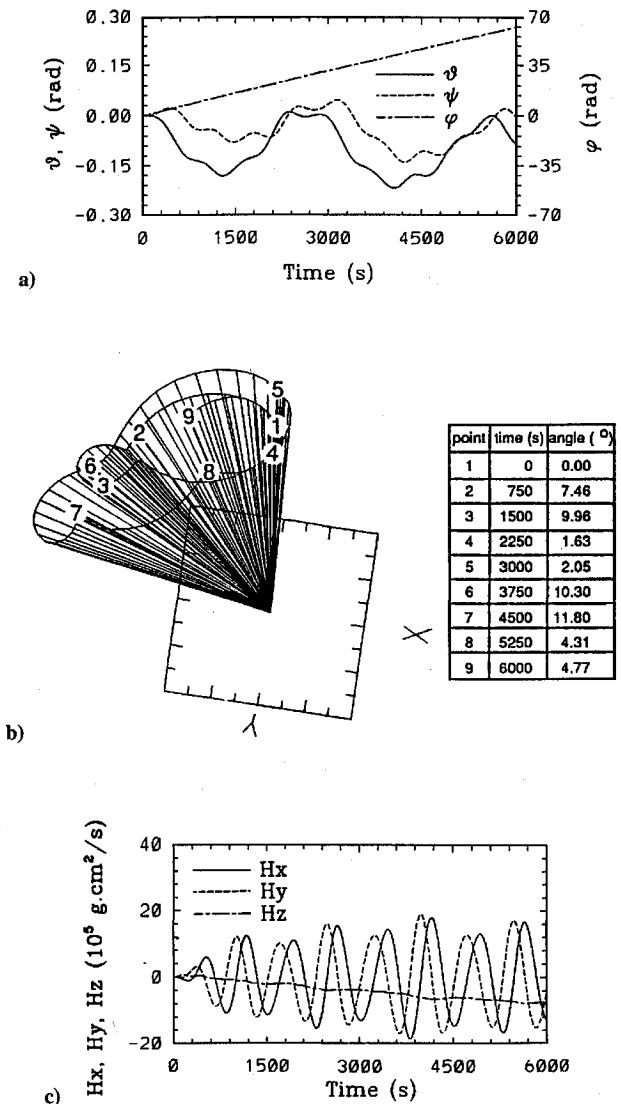 0.30
0.15
0.00
-0.15
-0.30
ϑ, ψ (rad)
70
35
0
-35
-70
φ (rad)
ϑ
ψ
φ
0 1500 3000 4500 6000
Time (s)
a)
5
9
1
2
4
8
6
3
7
X
Y
point time (s) angle (°)
1 0 0.00
2 750 7.46
3 1500 9.96
4 2250 1.63
5 3000 2.05
6 3750 10.30
7 4500 11.80
8 5250 4.31
9 6000 4.77
b)
Hx, Hy, Hz (10⁵ g.cm²/s)
40
20
0
-20
Hx
Hy
Hz
0 1500 3000 4500 6000
Time (s)
c)